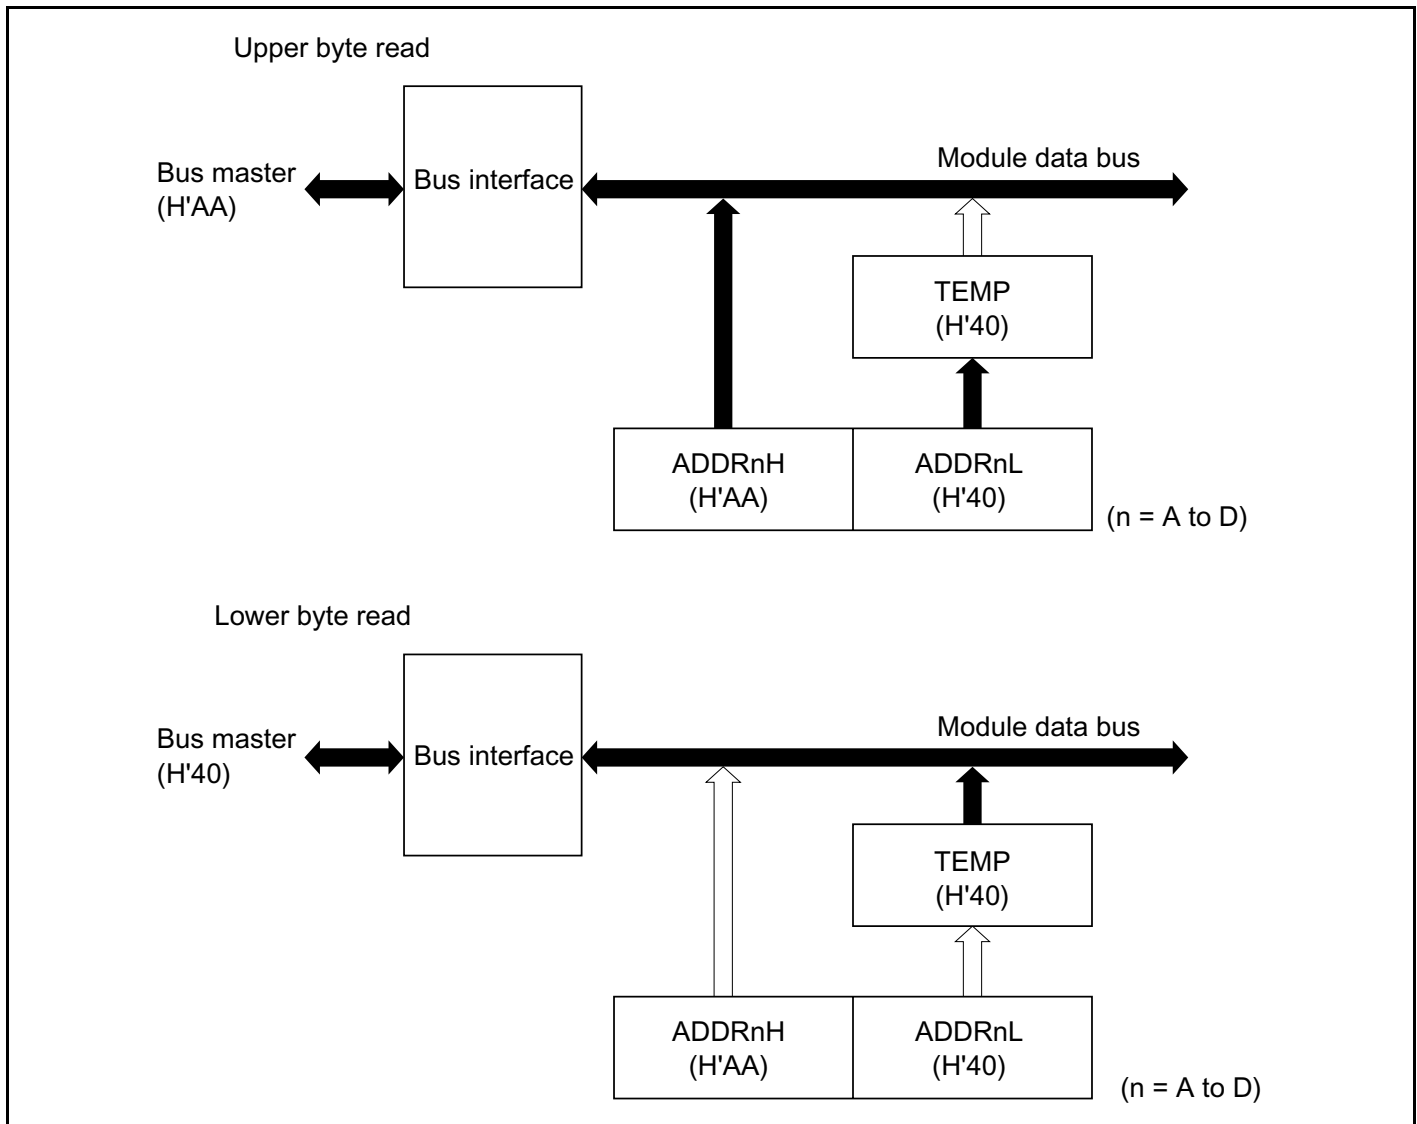 Upper byte read
Module data bus
Bus master
(H'AA)
Bus interface
TEMP
(H'40)
ADDRnH
(H'AA)
ADDRnL
(H'40)
(n = A to D)
Lower byte read
Module data bus
Bus master
(H'40)
Bus interface
TEMP
(H'40)
ADDRnH
(H'AA)
ADDRnL
(H'40)
(n = A to D)